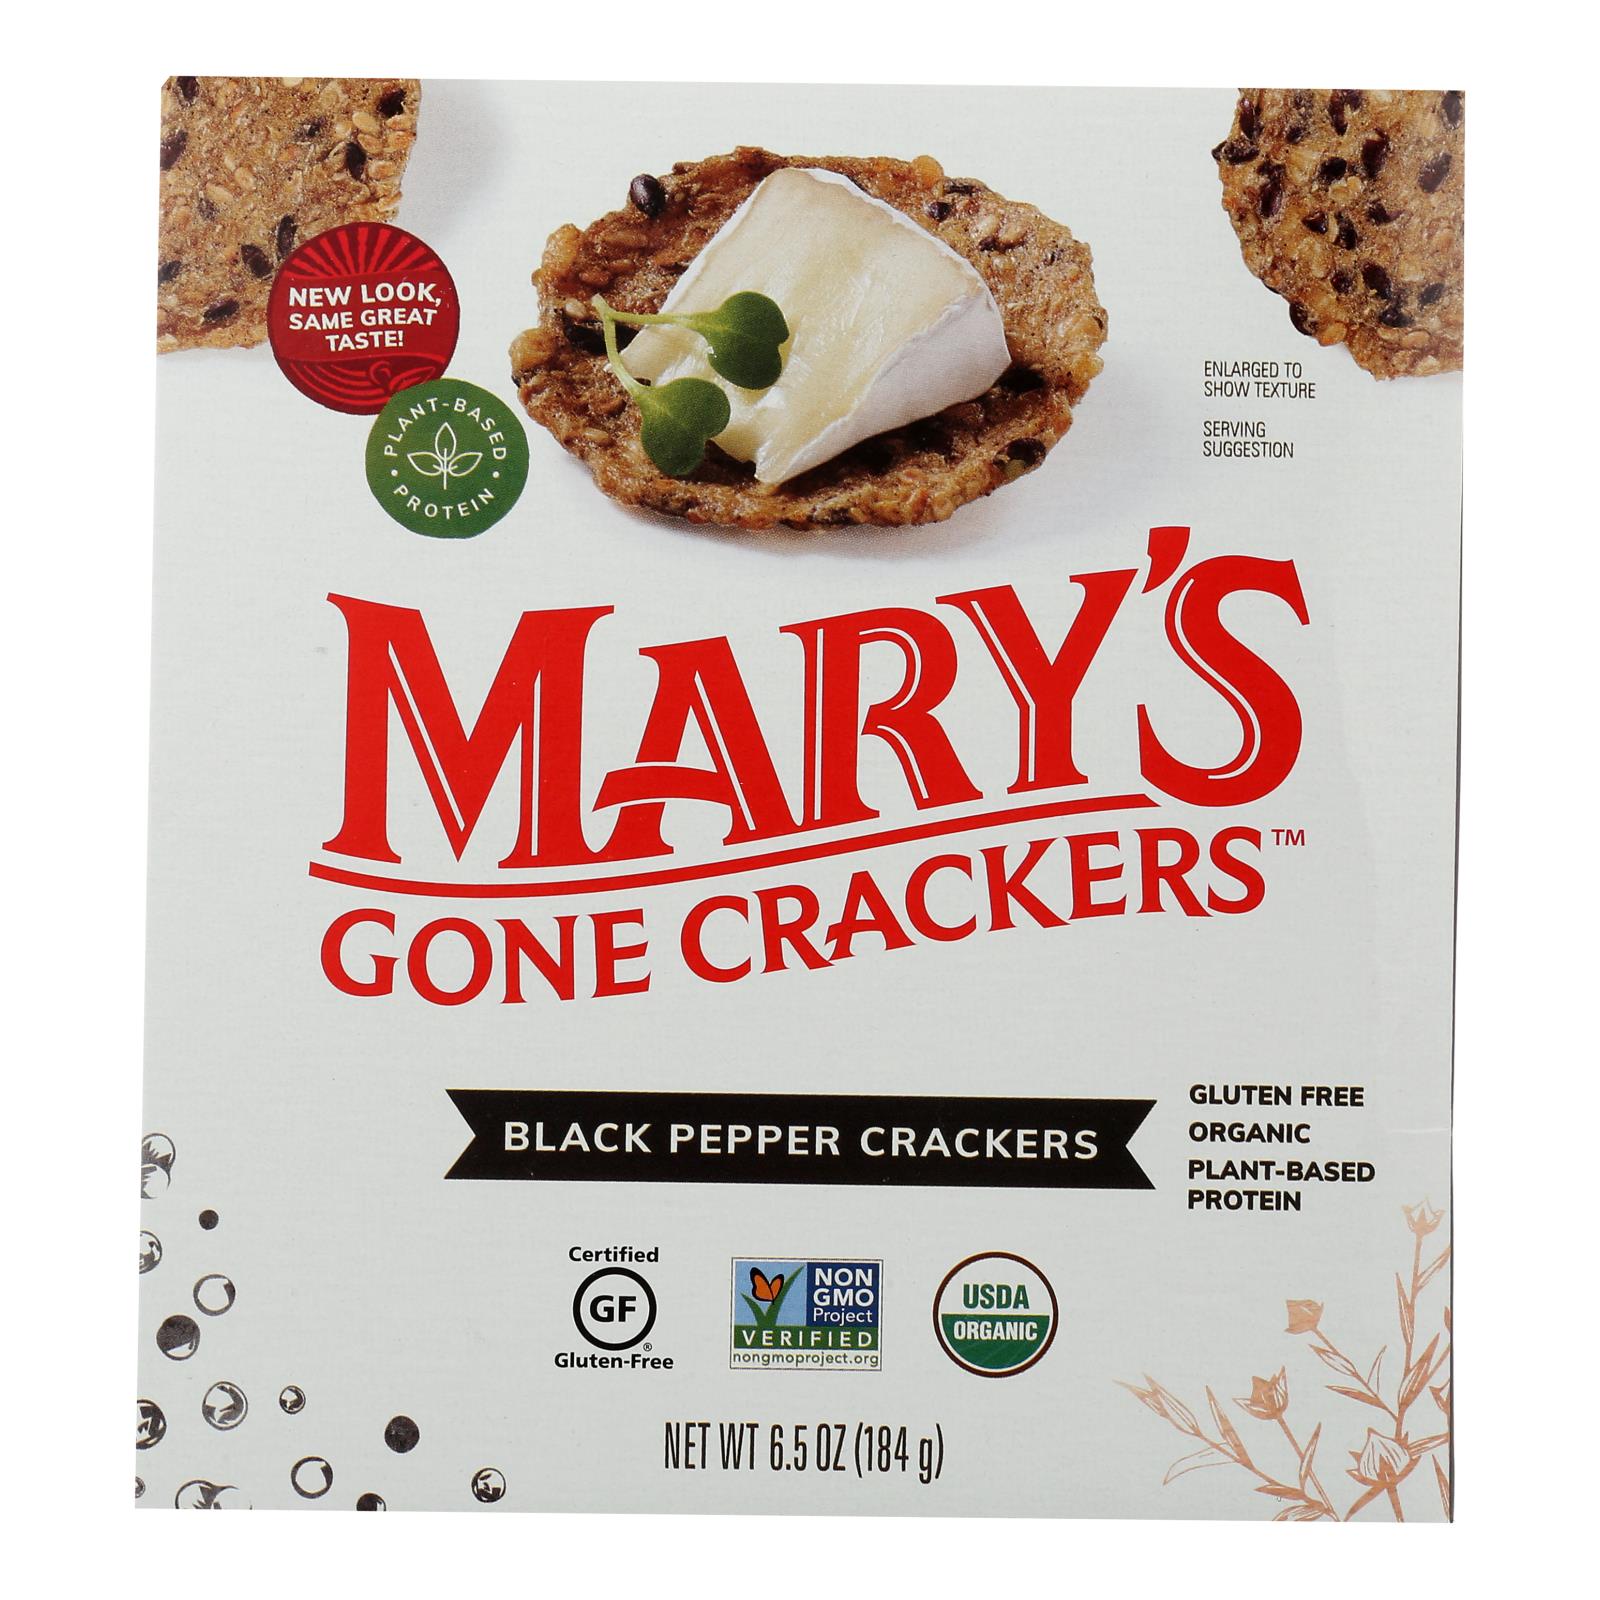 NEW LOOK,
SAME GREAT
TASTE!
PLANT-BASED
PROTEIN
ENLARGED TO
SHOW TEXTURE
SERVING
SUGGESTION
MARY'S
GONE CRACKERS™
BLACK PEPPER CRACKERS
GLUTEN FREE
ORGANIC
PLANT-BASED
PROTEIN
Certified
GF®
Gluten-Free
NON
GMO
Project
VERIFIED
nongmoproject.org
USDA
ORGANIC
NET WT 6.5 OZ (184 g)